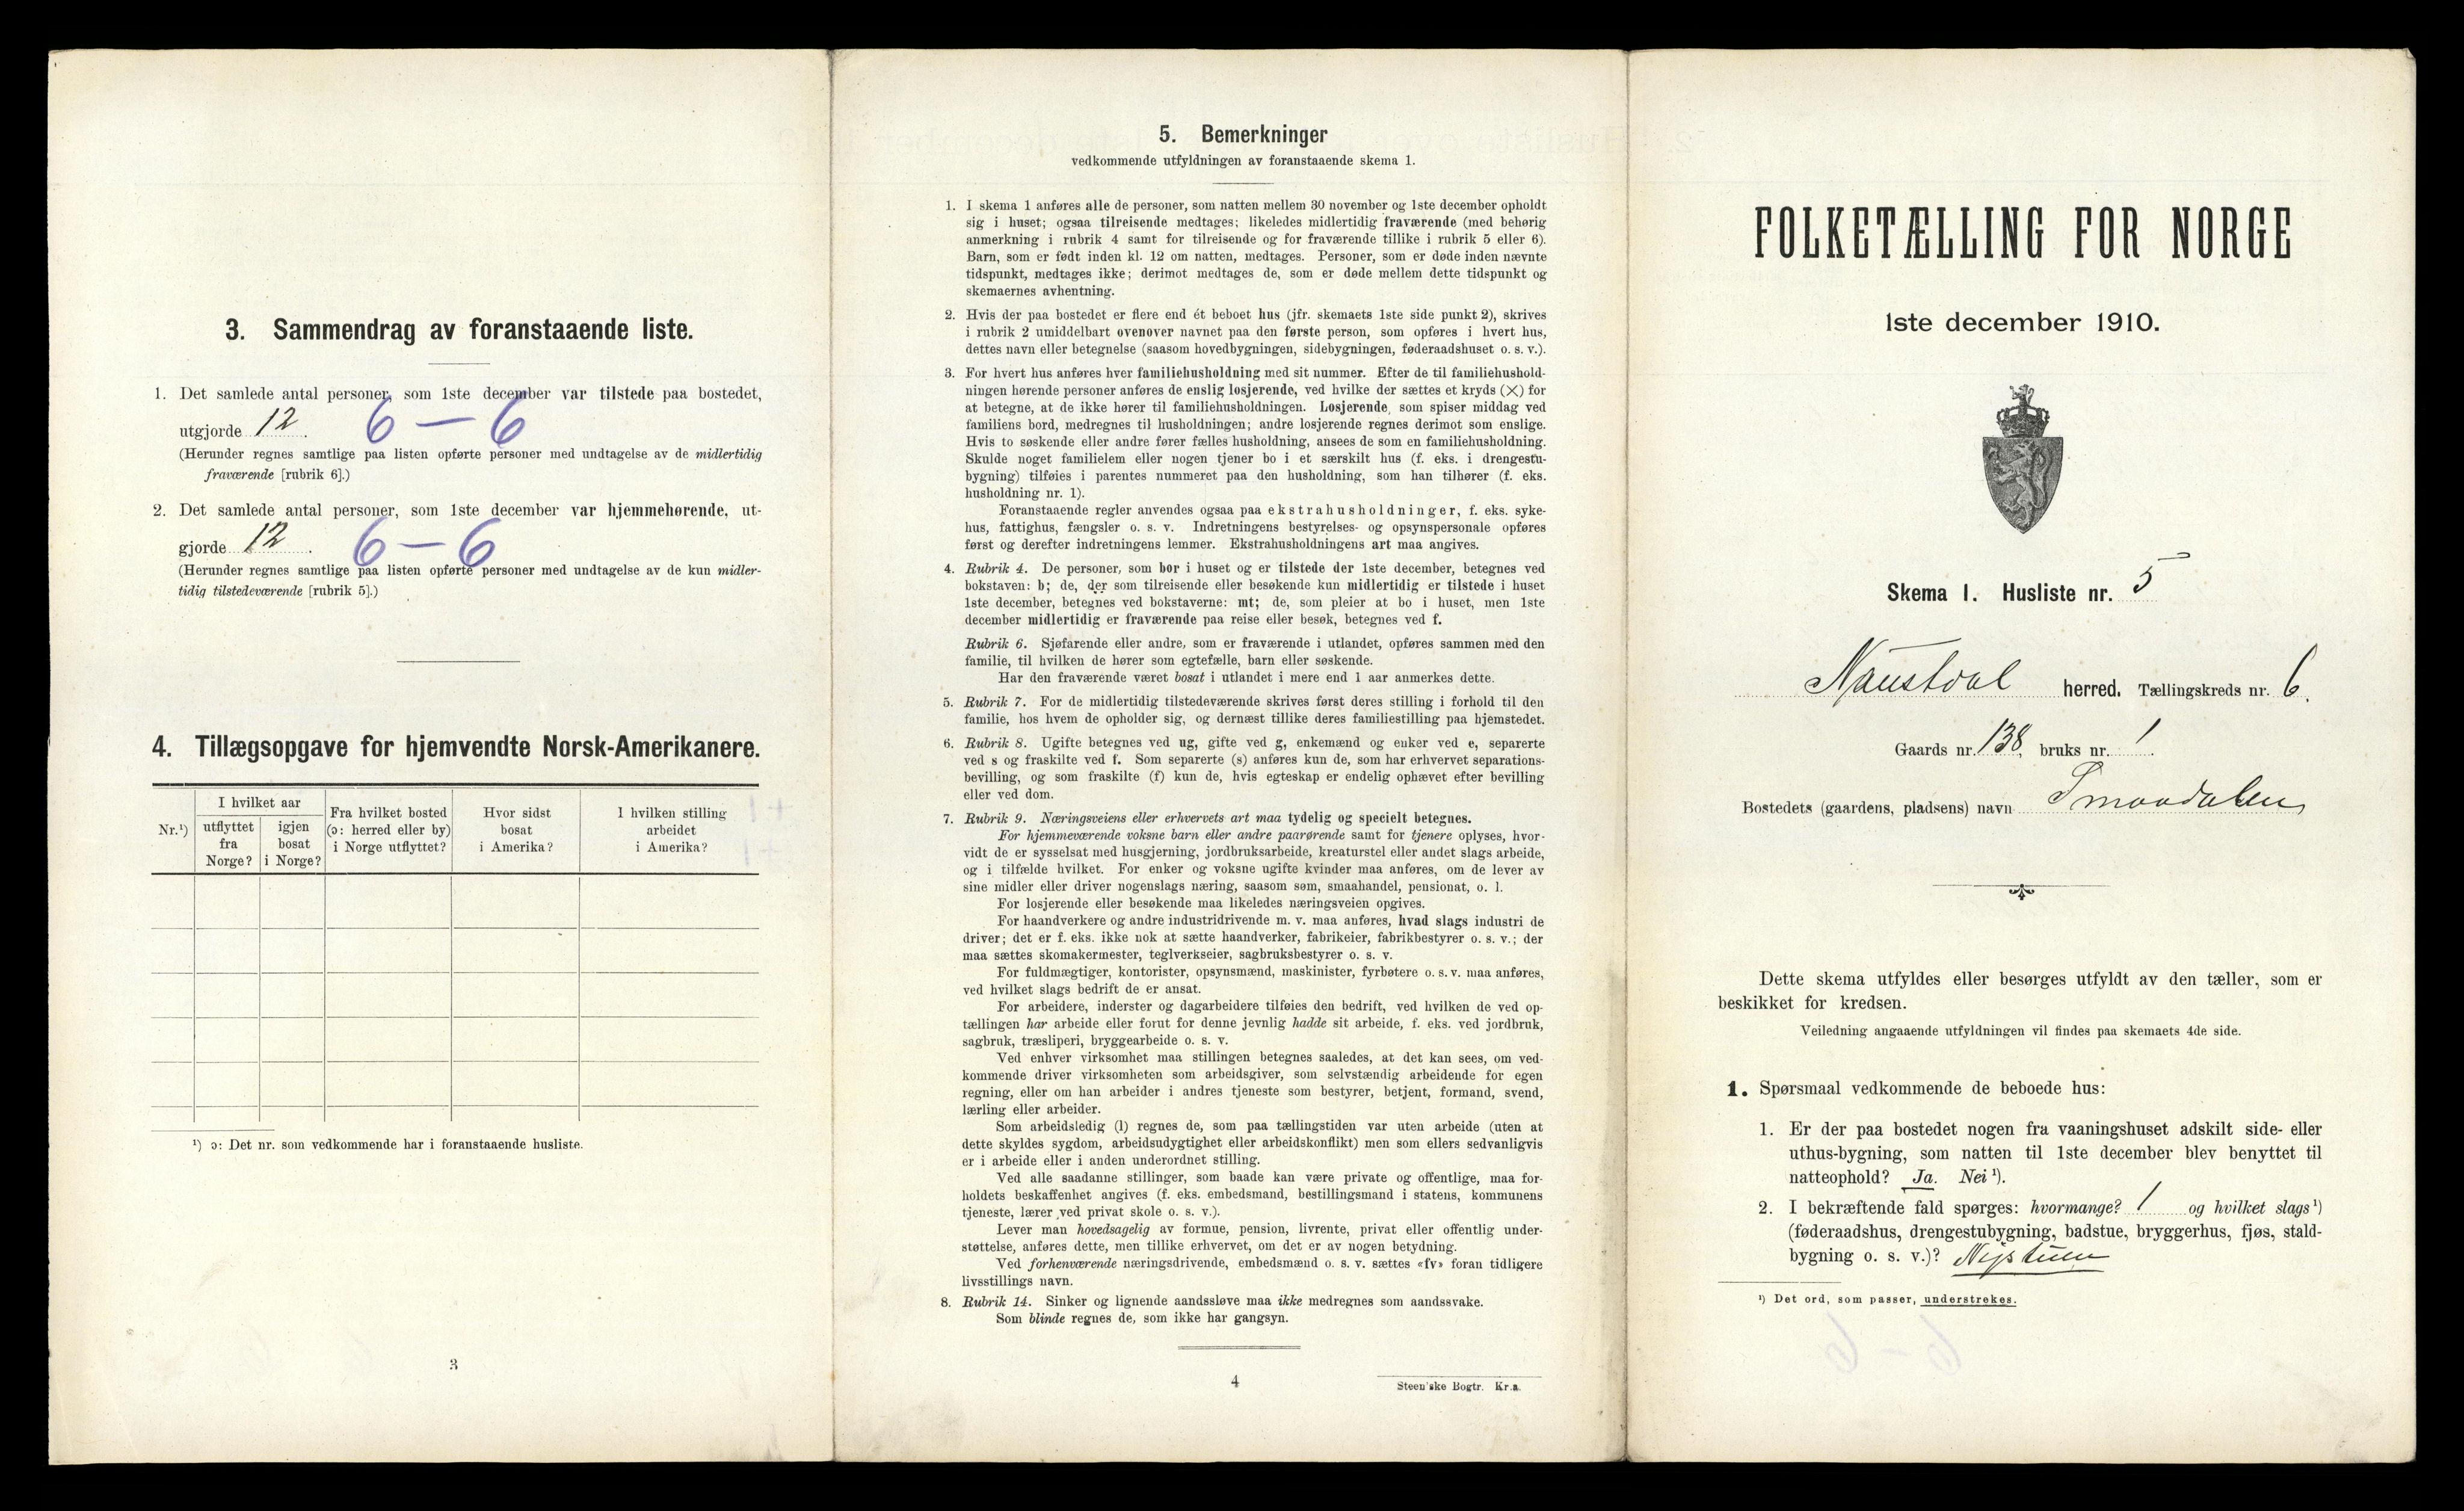 3. Sammendrag av foranstaaende liste.
1. Det samlede antal personer, som 1ste december var tilstede paa bostedet,
utgjorde 12. 6 — 6
(Herunder regnes samtlige paa listen opførte personer med undtagelse av de midlertidig
fraværende [rubrik 6].)
2. Det samlede antal personer, som 1ste december var hjemmehørende, ut-
gjorde 12. 6 — 6
(Herunder regnes samtlige paa listen opførte personer med undtagelse av de kun midler-
tidig tilstedeværende [rubrik 5].)
4. Tillægsopgave for hjemvendte Norsk-Amerikanere.
Nr.¹)
I hvilket aar
utflyttet fra Norge?
igjen bosat i Norge?
Fra hvilket bosted (ɔ: herred eller by) i Norge utflyttet?
Hvor sidst bosat i Amerika?
I hvilken stilling arbeidet i Amerika?
¹) ɔ: Det nr. som vedkommende har i foranstaaende husliste.
3
5. Bemerkninger
vedkommende utfyldningen av foranstaaende skema 1.
1. I skema 1 anføres alle de personer, som natten mellem 30 november og 1ste december opholdt
sig i huset; ogsaa tilreisende medtages; likeledes midlertidig fraværende (med behørig
anmerkning i rubrik 4 samt for tilreisende og for fraværende tillike i rubrik 5 eller 6).
Barn, som er født inden kl. 12 om natten, medtages. Personer, som er døde inden nævnte
tidspunkt, medtages ikke; derimot medtages de, som er døde mellem dette tidspunkt og
skemaernes avhentning.
2. Hvis der paa bostedet er flere end ét beboet hus (jfr. skemaets 1ste side punkt 2), skrives
i rubrik 2 umiddelbart ovenover navnet paa den første person, som opføres i hvert hus,
dettes navn eller betegnelse (saasom hovedbygningen, sidebygningen, føderaadshuset o. s. v.).
3. For hvert hus anføres hver familiehusholdning med sit nummer. Efter de til familiehushold-
ningen hørende personer anføres de enslig losjerende, ved hvilke der sættes et kryds (×) for
at betegne, at de ikke hører til familiehusholdningen. Losjerende, som spiser middag ved
familiens bord, medregnes til husholdningen; andre losjerende regnes derimot som enslige.
Hvis to søskende eller andre fører fælles husholdning, ansees de som en familiehusholdning.
Skulde noget familielem eller nogen tjener bo i et særskilt hus (f. eks. i drengestu-
bygning) tilføies i parentes nummeret paa den husholdning, som han tilhører (f. eks.
husholdning nr. 1).
Foranstaaende regler anvendes ogsaa paa ekstrahusholdninger, f. eks. syke-
hus, fattighus, fængsler o. s. v. Indretningens bestyrelses- og opsynspersonale opføres
først og derefter indretningens lemmer. Ekstrahusholdningens art maa angives.
4. Rubrik 4. De personer, som bor i huset og er tilstede der 1ste december, betegnes ved
bokstaven: b; de, der som tilreisende eller besøkende kun midlertidig er tilstede i huset
1ste december, betegnes ved bokstaverne: mt; de, som pleier at bo i huset, men 1ste
december midlertidig er fraværende paa reise eller besøk, betegnes ved f.
Rubrik 6. Sjøfarende eller andre, som er fraværende i utlandet, opføres sammen med den
familie, til hvilken de hører som egtefælle, barn eller søskende.
Har den fraværende været bosat i utlandet i mere end 1 aar anmerkes dette.
5. Rubrik 7. For de midlertidig tilstedeværende skrives først deres stilling i forhold til den
familie, hos hvem de opholder sig, og dernæst tillike deres familiestilling paa hjemstedet.
6. Rubrik 8. Ugifte betegnes ved ug, gifte ved g, enkemænd og enker ved e, separerte
ved s og fraskilte ved f. Som separerte (s) anføres kun de, som har erhvervet separations-
bevilling, og som fraskilte (f) kun de, hvis egteskap er endelig ophævet efter bevilling
eller ved dom.
7. Rubrik 9. Næringsveiens eller erhvervets art maa tydelig og specielt betegnes.
For hjemmeværende voksne barn eller andre paarørende samt for tjenere oplyses, hvor-
vidt de er sysselsat med husgjerning, jordbruksarbeide, kreaturstel eller andet slags arbeide,
og i tilfælde hvilket. For enker og voksne ugifte kvinder maa anføres, om de lever av
sine midler eller driver nogenslags næring, saasom søm, smaahandel, pensionat, o. l.
For losjerende eller besøkende maa likeledes næringsveien opgives.
For haandverkere og andre industridrivende m. v. maa anføres, hvad slags industri de
driver; det er f. eks. ikke nok at sætte haandverker, fabrikeier, fabrikbestyrer o. s. v.; der
maa sættes skomakermester, teglverkseier, sagbruksbestyrer o. s. v.
For fuldmægtiger, kontorister, opsynsmænd, maskinister, fyrbøtere o. s. v. maa anføres,
ved hvilket slags bedrift de er ansat.
For arbeidere, inderster og dagarbeidere tilføies den bedrift, ved hvilken de ved op-
tællingen har arbeide eller forut for denne jevnlig hadde sit arbeide, f. eks. ved jordbruk,
sagbruk, træsliperi, bryggearbeide o. s. v.
Ved enhver virksomhet maa stillingen betegnes saaledes, at det kan sees, om ved-
kommende driver virksomheten som arbeidsgiver, som selvstændig arbeidende for egen
regning, eller om han arbeider i andres tjeneste som bestyrer, betjent, formand, svend,
lærling eller arbeider.
Som arbeidsledig (l) regnes de, som paa tællingstiden var uten arbeide (uten at
dette skyldes sygdom, arbeidsudygtighet eller arbeidskonflikt) men som ellers sedvanligvis
er i arbeide eller i anden underordnet stilling.
Ved alle saadanne stillinger, som baade kan være private og offentlige, maa for-
holdets beskaffenhet angives (f. eks. embedsmand, bestillingsmand i statens, kommunens
tjeneste, lærer ved privat skole o. s. v.).
Lever man hovedsagelig av formue, pension, livrente, privat eller offentlig under-
støttelse, anføres dette, men tillike erhvervet, om det er av nogen betydning.
Ved forhenværende næringsdrivende, embedsmænd o. s. v. sættes «fv» foran tidligere
livsstillings navn.
8. Rubrik 14. Sinker og lignende aandssløve maa ikke medregnes som aandssvake.
Som blinde regnes de, som ikke har gangsyn.
4
Steen'ske Bogtr. Kr.a.
FOLKETÆLLING FOR NORGE
1ste december 1910.
Skema 1. Husliste nr. 5
Naustdal herred. Tællingskreds nr. 6.
Gaards nr. 138, bruks nr. 1.
Bostedets (gaardens, pladsens) navn Smaadalen
Dette skema utfyldes eller besørges utfyldt av den tæller, som er
beskikket for kredsen.
Veiledning angaaende utfyldningen vil findes paa skemaets 4de side.
1. Spørsmaal vedkommende de beboede hus:
1. Er der paa bostedet nogen fra vaaningshuset adskilt side- eller
uthus-bygning, som natten til 1ste december blev benyttet til
natteophold? Ja. Nei ¹).
2. I bekræftende fald spørges: hvormange? 1 og hvilket slags ¹)
(føderaadshus, drengestubygning, badstue, bryggerhus, fjøs, stald-
bygning o. s. v.)? Nystuen
¹) Det ord, som passer, understrekes.